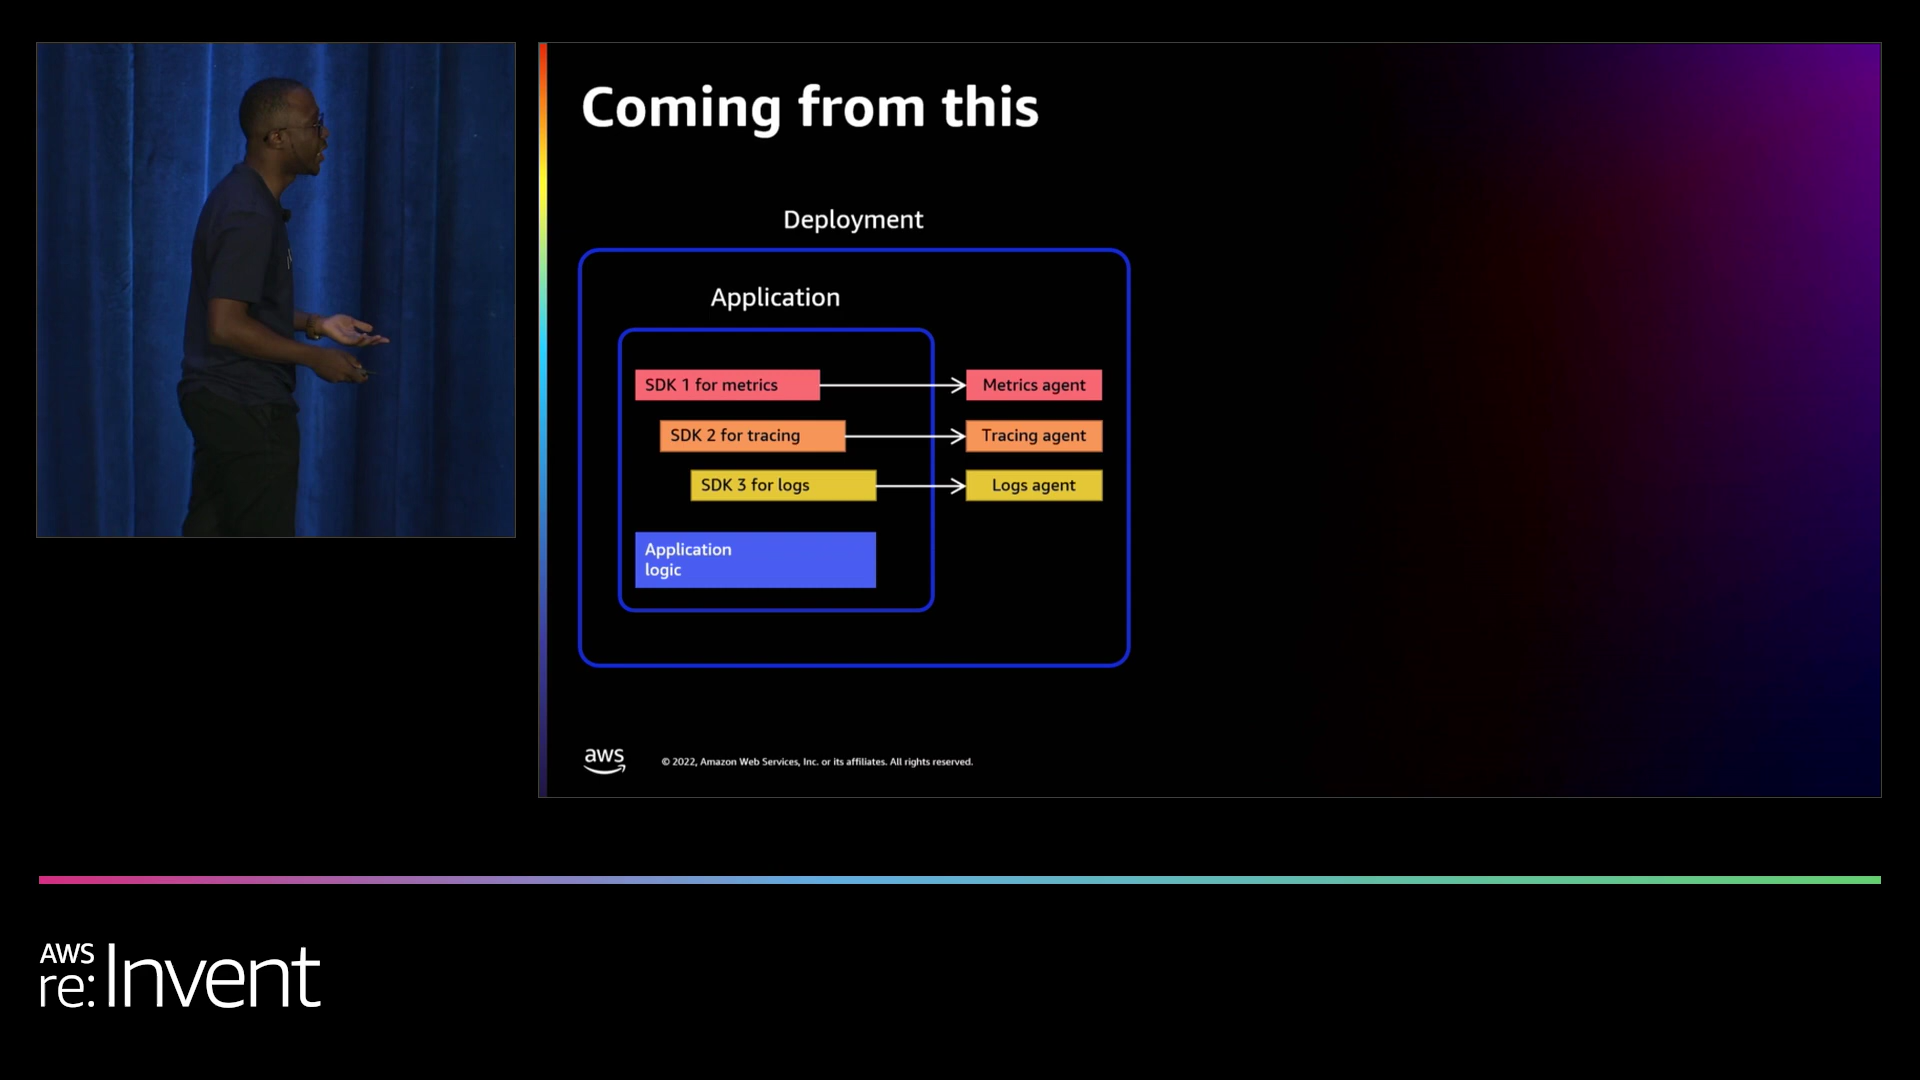 Coming from this
Deployment
Application
SDK 1 for metrics
Metrics agent
SDK 2 for tracing
Tracing agent
SDK 3 for logs
Logs agent
Application
logic
aws
© 2022, Amazon Web Services, Inc. or its affiliates. All rights reserved.
AWS
re:Invent